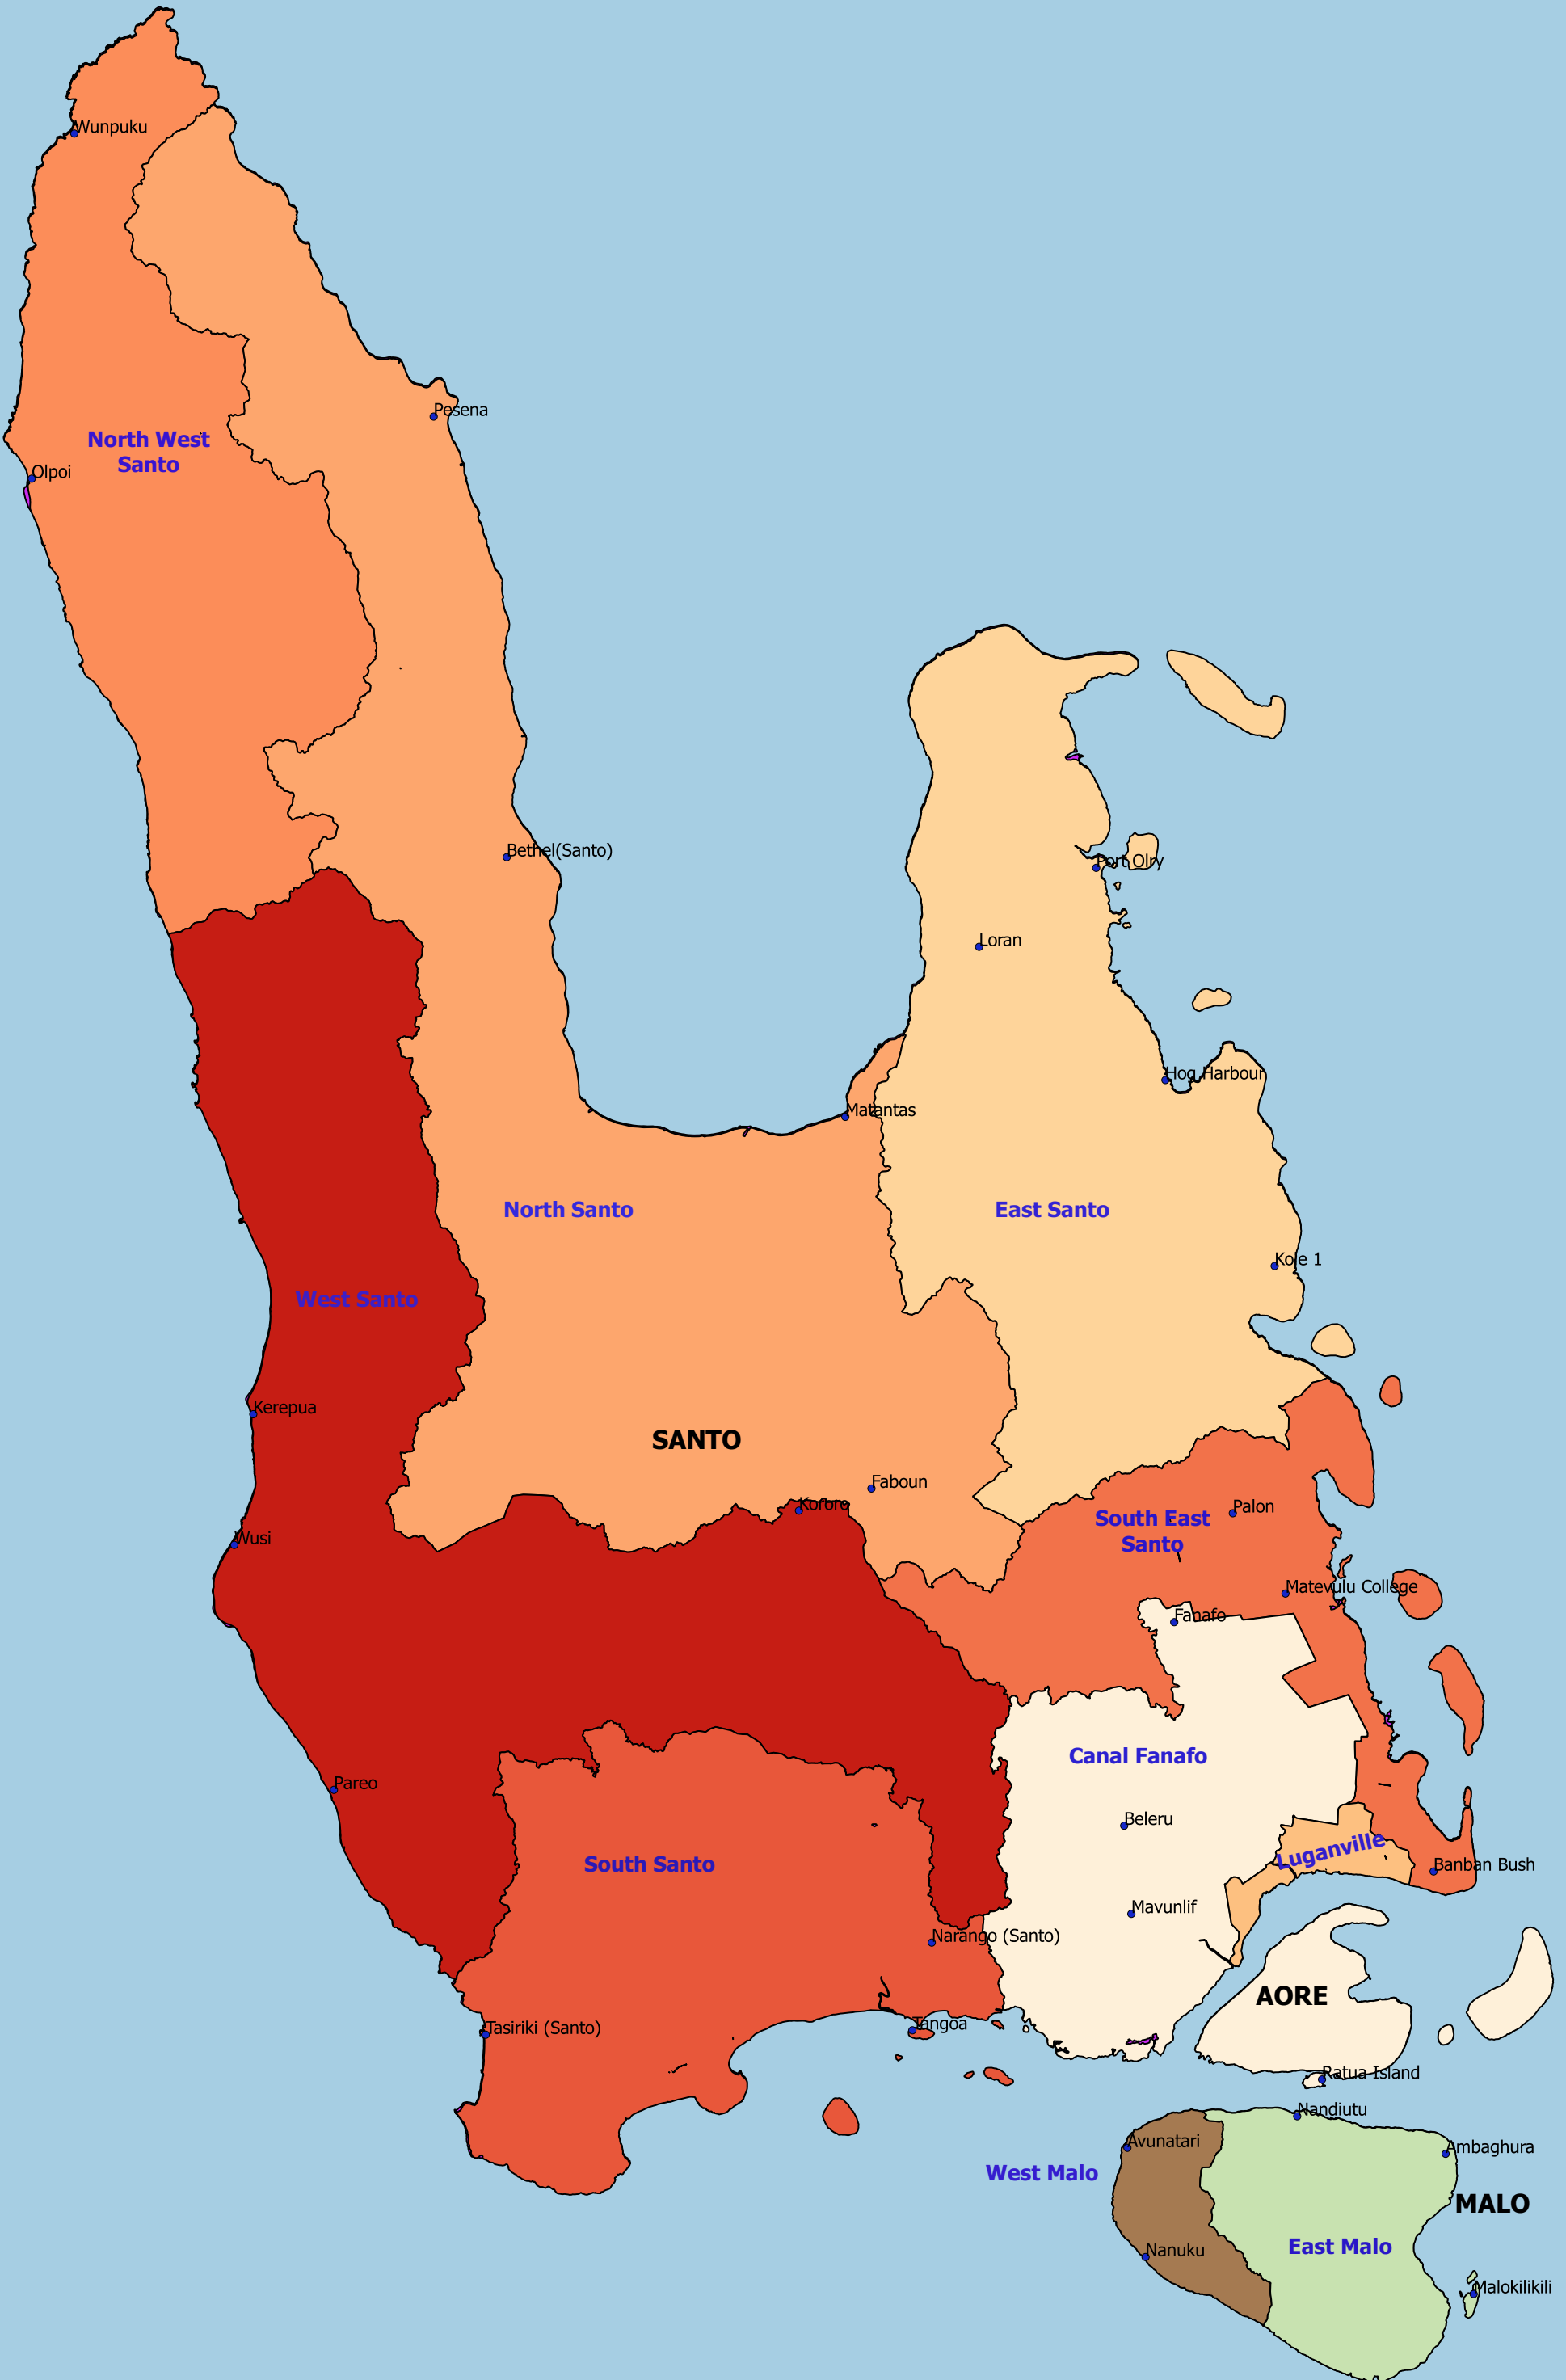 Wunpuku
Pesena
North West
Santo
Olpoi
Bethel(Santo)
Port Olry
Loran
Hog Harbour
Matantas
North Santo
East Santo
Kole 1
West Santo
Kerepua
SANTO
Faboun
Kororo
Palon
South East
Santo
Wusi
Matevulu College
Fanafo
Canal Fanafo
Pareo
Beleru
Luganville
South Santo
Banban Bush
Mavunlif
Narango (Santo)
AORE
Tangoa
Tasiriki (Santo)
Ratua Island
Nandiutu
Avunatari
Ambaghura
West Malo
MALO
East Malo
Nanuku
Malokilikili